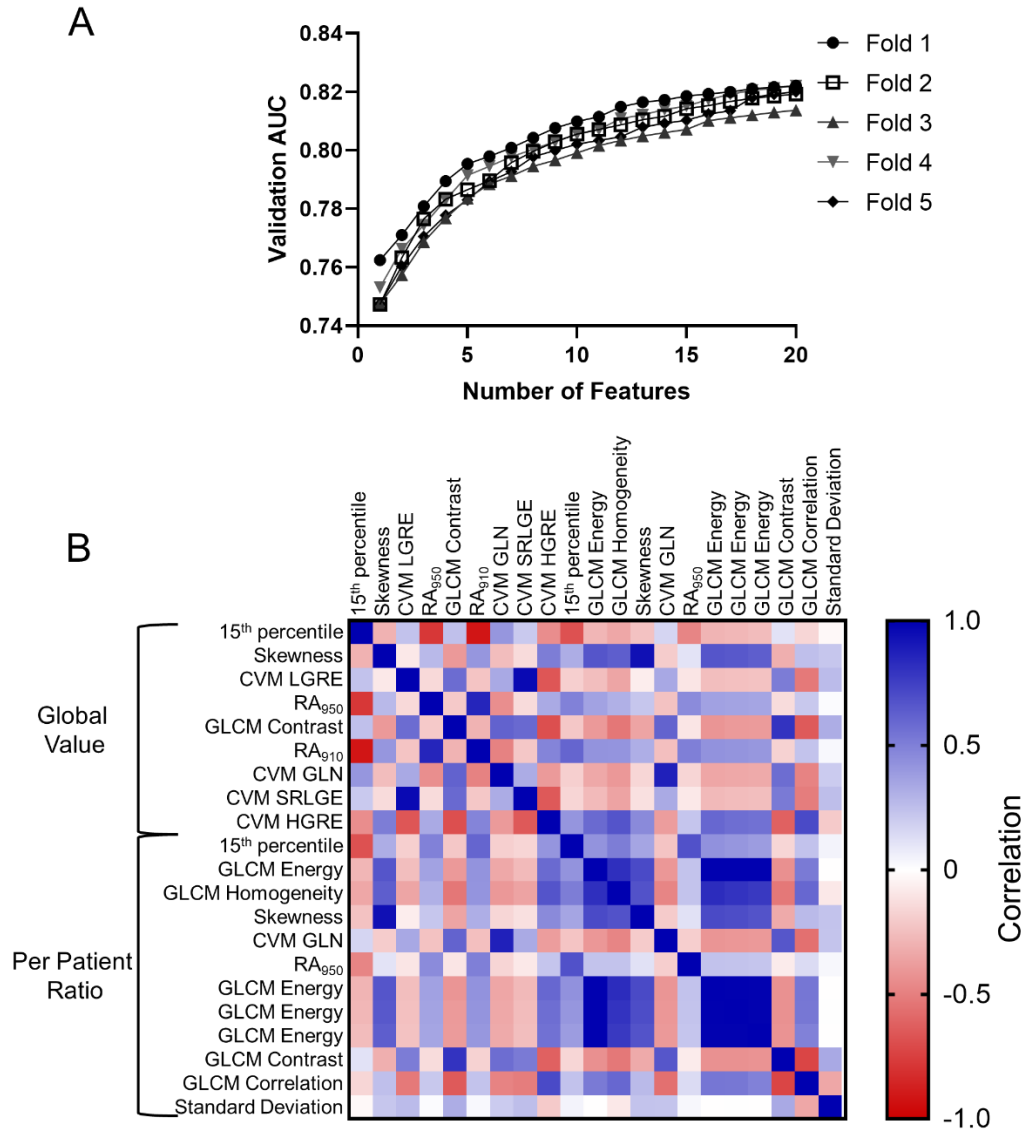 A
0.84
0.82
0.80
0.78
0.76
0.74
Validation AUC
0
5
10
15
20
Number of Features
Fold 1
Fold 2
Fold 3
Fold 4
Fold 5
B
15th percentile
Skewness
CVM LGRE
RA950
GLCM Contrast
RA910
CVM GLN
CVM SRLGE
CVM HGRE
15th percentile
GLCM Energy
GLCM Homogeneity
Skewness
CVM GLN
RA950
GLCM Energy
GLCM Energy
GLCM Energy
GLCM Contrast
GLCM Correlation
Standard Deviation
Global
Value
Per Patient
Ratio
15th percentile
Skewness
CVM LGRE
RA950
GLCM Contrast
RA910
CVM GLN
CVM SRLGE
CVM HGRE
15th percentile
GLCM Energy
GLCM Homogeneity
Skewness
CVM GLN
RA950
GLCM Energy
GLCM Energy
GLCM Energy
GLCM Contrast
GLCM Correlation
Standard Deviation
1.0
0.5
0
-0.5
-1.0
Correlation